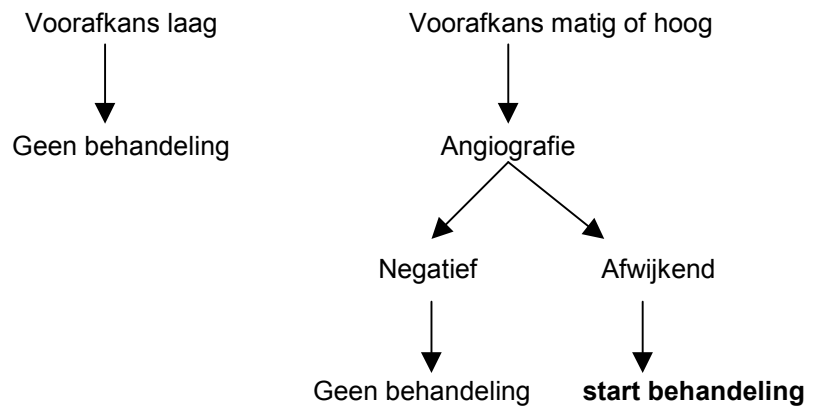 Voorafkans laag
Voorafkans matig of hoog
Geen behandeling
Angiografie
Negatief
Afwijkend
Geen behandeling
start behandeling